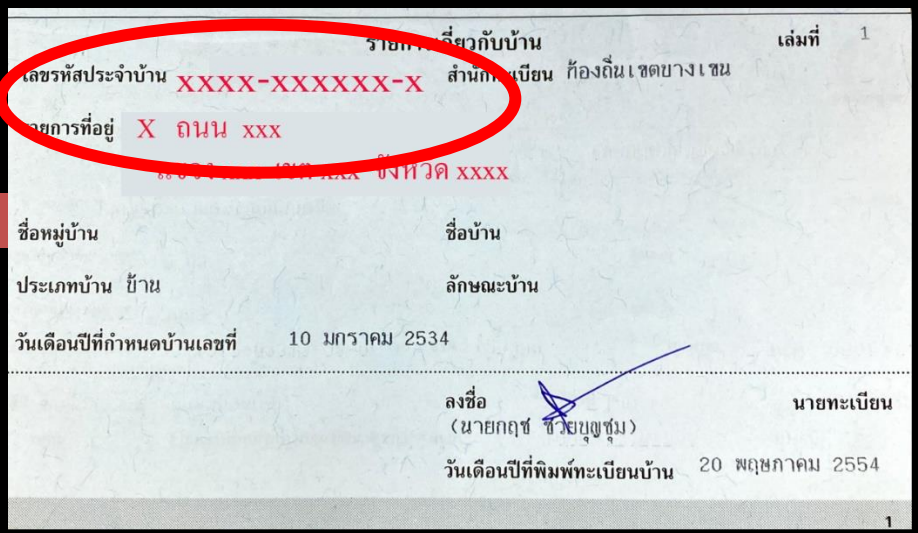 รายการเกี่ยวกับบ้าน เล่มที่ 1
เลขรหัสประจำบ้าน xxxx-xxxxxx-x สำนักทะเบียน ท้องถิ่นเขตบางเขน
รายการที่อยู่ x ถนน xxx
xxx จังหวัด xxxx
ชื่อหมู่บ้าน ชื่อบ้าน
ประเภทบ้าน บ้าน ลักษณะบ้าน
วันเดือนปีที่กำหนดบ้านเลขที่ 10 มกราคม 2534
ลงชื่อ นายทะเบียน
(นายกฤช ช่วยบุญชุม)
วันเดือนปีที่พิมพ์ทะเบียนบ้าน 20 พฤษภาคม 2554
1